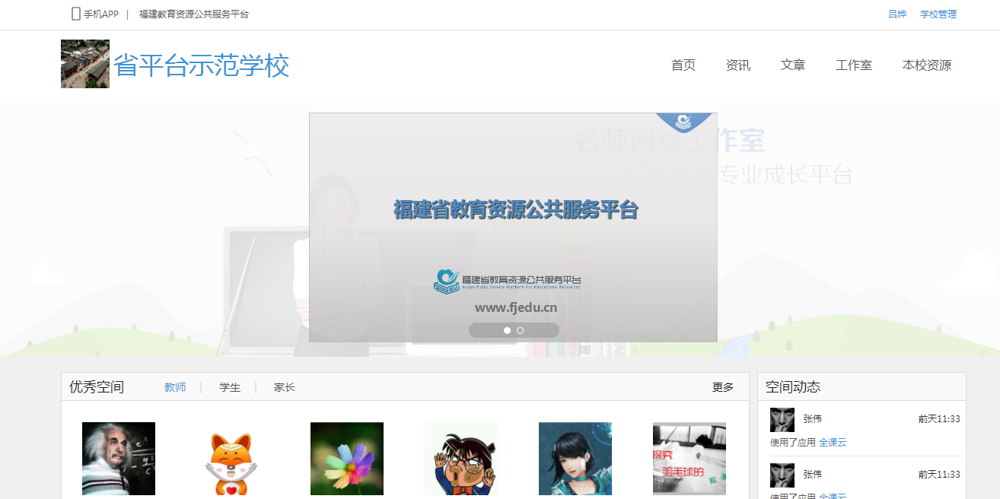 手机APP | 福建教育资源公共服务平台
吕烨 学校管理
省平台示范学校
首页 资讯 文章 工作室 本校资源
名师网络工作室
打造教师专业成长平台
福建省教育资源公共服务平台
福建省教育资源公共服务平台
Fujian Public Service Platform For Educational Resources
www.fjedu.cn
优秀空间 教师 | 学生 | 家长 更多
探究
羽毛球的
空间动态
张伟 前天11:33
使用了应用 全课云
张伟 前天11:33
使用了应用 全课云